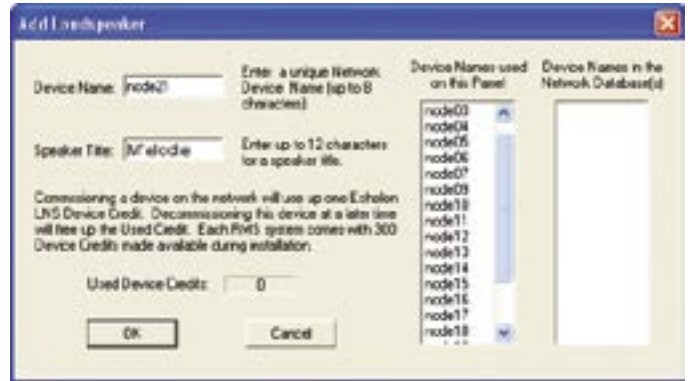 Add Loudspeaker
Device Name: node21
Enter a unique Network
Device Name (up to 8
characters)
Speaker Title: M'elodie
Enter up to 12 characters
for a speaker title.
Commissioning a device on the network will use up one Echelon
LNS Device Credit. Decommissioning this device at a later time
will free up the Used Credit. Each RMS system comes with 300
Device Credits made available during installation.
Used Device Credits: 0
OK
Cancel
Device Names used
on this Panel
node03
node04
node05
node06
node07
node09
node10
node11
node12
node13
node14
node15
node16
node17
node18
Device Names in the
Network Database(s)